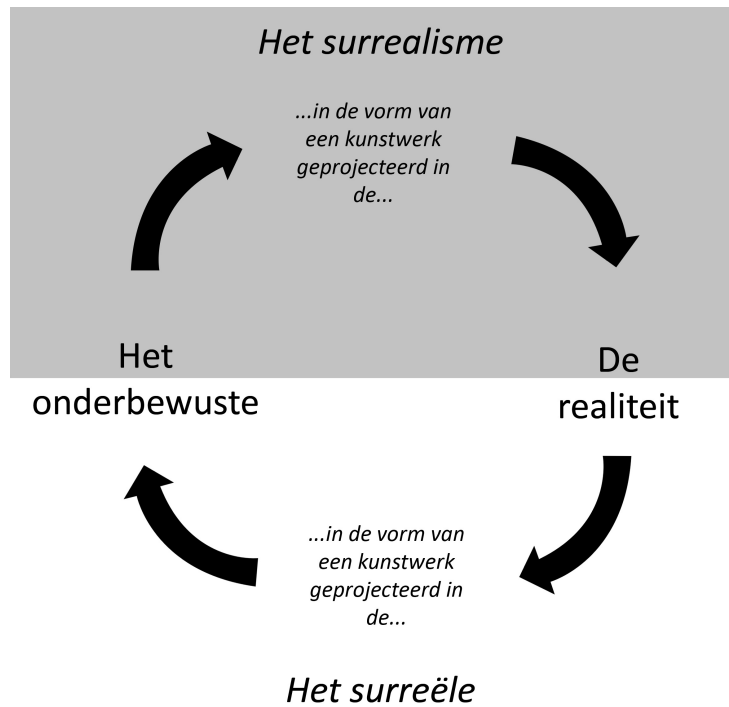 Het surrealisme
...in de vorm van
een kunstwerk
geprojecteerd in
de...
Het
onderbewuste
De
realiteit
...in de vorm van
een kunstwerk
geprojecteerd in
de...
Het surreële